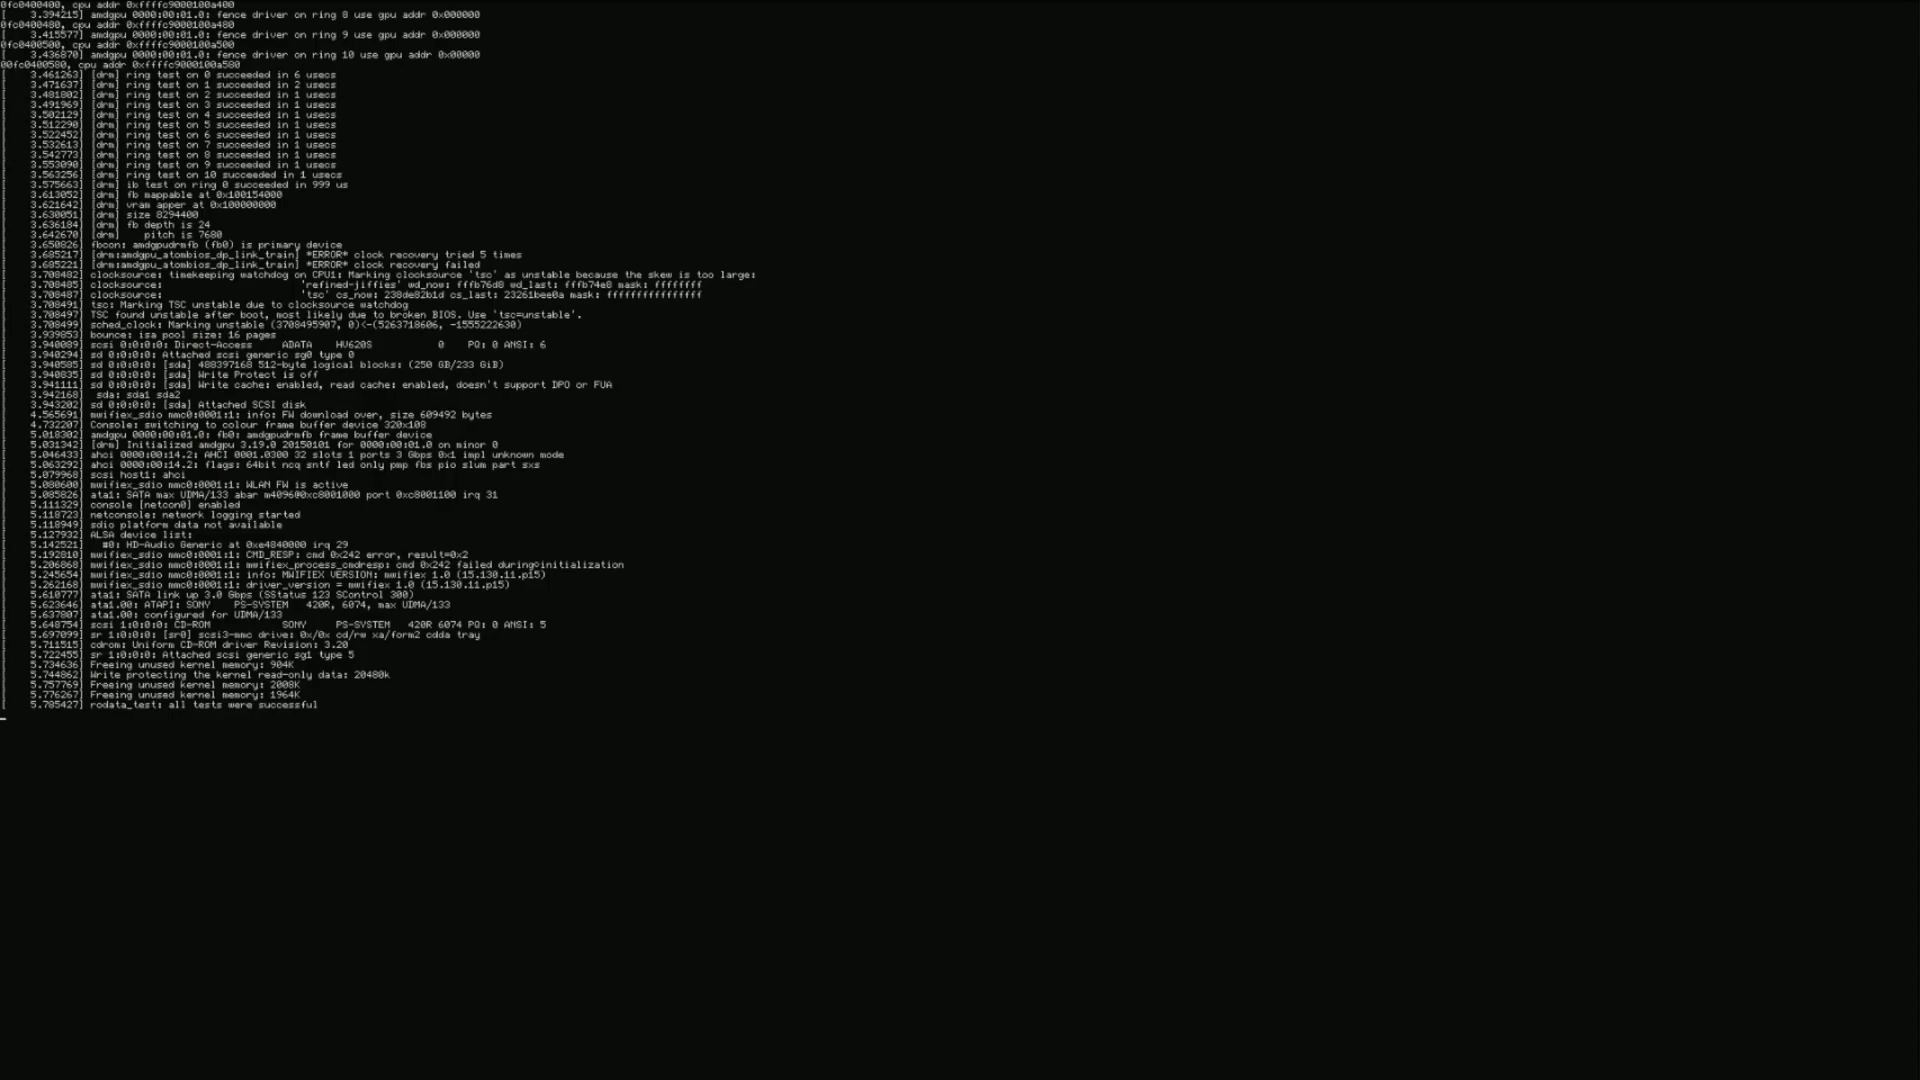 0fc0400400, cpu addr 0xffffc9000100a400
[    3.394215] amdgpu 0000:00:01.0: fence driver on ring 8 use gpu addr 0x000000
0fc0400480, cpu addr 0xffffc9000100a480
[    3.415577] amdgpu 0000:00:01.0: fence driver on ring 9 use gpu addr 0x000000
0fc0400500, cpu addr 0xffffc9000100a500
[    3.436870] amdgpu 0000:00:01.0: fence driver on ring 10 use gpu addr 0x00000
00fc0400580, cpu addr 0xffffc9000100a580
[    3.461263] [drm] ring test on 0 succeeded in 6 usecs
[    3.471637] [drm] ring test on 1 succeeded in 2 usecs
[    3.481802] [drm] ring test on 2 succeeded in 1 usecs
[    3.491969] [drm] ring test on 3 succeeded in 1 usecs
[    3.502129] [drm] ring test on 4 succeeded in 1 usecs
[    3.512290] [drm] ring test on 5 succeeded in 1 usecs
[    3.522452] [drm] ring test on 6 succeeded in 1 usecs
[    3.532613] [drm] ring test on 7 succeeded in 1 usecs
[    3.542773] [drm] ring test on 8 succeeded in 1 usecs
[    3.553090] [drm] ring test on 9 succeeded in 1 usecs
[    3.563256] [drm] ring test on 10 succeeded in 1 usecs
[    3.575663] [drm] ib test on ring 0 succeeded in 999 us
[    3.613052] [drm] fb mappable at 0x100154000
[    3.621642] [drm] vram apper at 0x100000000
[    3.630051] [drm] size 8294400
[    3.636184] [drm] fb depth is 24
[    3.642670] [drm]    pitch is 7680
[    3.650826] fbcon: amdgpudrmfb (fb0) is primary device
[    3.685217] [drm:amdgpu_atombios_dp_link_train] *ERROR* clock recovery tried 5 times
[    3.685221] [drm:amdgpu_atombios_dp_link_train] *ERROR* clock recovery failed
[    3.708482] clocksource: timekeeping watchdog on CPU1: Marking clocksource 'tsc' as unstable because the skew is too large:
[    3.708485] clocksource:                       'refined-jiffies' wd_now: fffb76d8 wd_last: fffb74e8 mask: ffffffff
[    3.708487] clocksource:                       'tsc' cs_now: 238de82b1d cs_last: 23261bee0a mask: ffffffffffffffff
[    3.708491] tsc: Marking TSC unstable due to clocksource watchdog
[    3.708497] TSC found unstable after boot, most likely due to broken BIOS. Use 'tsc=unstable'.
[    3.708499] sched_clock: Marking unstable (3708495907, 0)<-(5263718606, -1555222630)
[    3.939853] bounce: isa pool size: 16 pages
[    3.940089] scsi 0:0:0:0: Direct-Access     ADATA    HV620S           0    PQ: 0 ANSI: 6
[    3.940294] sd 0:0:0:0: Attached scsi generic sg0 type 0
[    3.940585] sd 0:0:0:0: [sda] 488397168 512-byte logical blocks: (250 GB/233 GiB)
[    3.940835] sd 0:0:0:0: [sda] Write Protect is off
[    3.941111] sd 0:0:0:0: [sda] Write cache: enabled, read cache: enabled, doesn't support DPO or FUA
[    3.942168]  sda: sda1 sda2
[    3.943202] sd 0:0:0:0: [sda] Attached SCSI disk
[    4.565691] mwifiex_sdio mmc0:0001:1: info: FW download over, size 609492 bytes
[    4.732207] Console: switching to colour frame buffer device 320x108
[    5.018302] amdgpu 0000:00:01.0: fb0: amdgpudrmfb frame buffer device
[    5.031342] [drm] Initialized amdgpu 3.19.0 20150101 for 0000:00:01.0 on minor 0
[    5.046433] ahci 0000:00:14.2: AHCI 0001.0300 32 slots 1 ports 3 Gbps 0x1 impl unknown mode
[    5.063292] ahci 0000:00:14.2: flags: 64bit ncq sntf led only pmp fbs pio slum part sxs
[    5.079968] scsi host1: ahci
[    5.080600] mwifiex_sdio mmc0:0001:1: WLAN FW is active
[    5.085826] ata1: SATA max UDMA/133 abar m4096@0xc8001000 port 0xc8001100 irq 31
[    5.111329] console [netcon0] enabled
[    5.118723] netconsole: network logging started
[    5.118949] sdio platform data not available
[    5.127932] ALSA device list:
[    5.142521]   #0: HD-Audio Generic at 0xe4840000 irq 29
[    5.192810] mwifiex_sdio mmc0:0001:1: CMD_RESP: cmd 0x242 error, result=0x2
[    5.206868] mwifiex_sdio mmc0:0001:1: mwifiex_process_cmdresp: cmd 0x242 failed during initialization
[    5.245654] mwifiex_sdio mmc0:0001:1: info: MWIFIEX VERSION: mwifiex 1.0 (15.130.11.p15)
[    5.262168] mwifiex_sdio mmc0:0001:1: driver_version = mwifiex 1.0 (15.130.11.p15)
[    5.610777] ata1: SATA link up 3.0 Gbps (SStatus 123 SControl 300)
[    5.623646] ata1.00: ATAPI: SONY    PS-SYSTEM   420R, 6074, max UDMA/133
[    5.637807] ata1.00: configured for UDMA/133
[    5.648754] scsi 1:0:0:0: CD-ROM            SONY     PS-SYSTEM   420R 6074 PQ: 0 ANSI: 5
[    5.697099] sr 1:0:0:0: [sr0] scsi3-mmc drive: 0x/0x cd/rw xa/form2 cdda tray
[    5.711515] cdrom: Uniform CD-ROM driver Revision: 3.20
[    5.722455] sr 1:0:0:0: Attached scsi generic sg1 type 5
[    5.734636] Freeing unused kernel memory: 904K
[    5.744862] Write protecting the kernel read-only data: 20480k
[    5.757769] Freeing unused kernel memory: 2008K
[    5.776267] Freeing unused kernel memory: 1964K
[    5.785427] rodata_test: all tests were successful